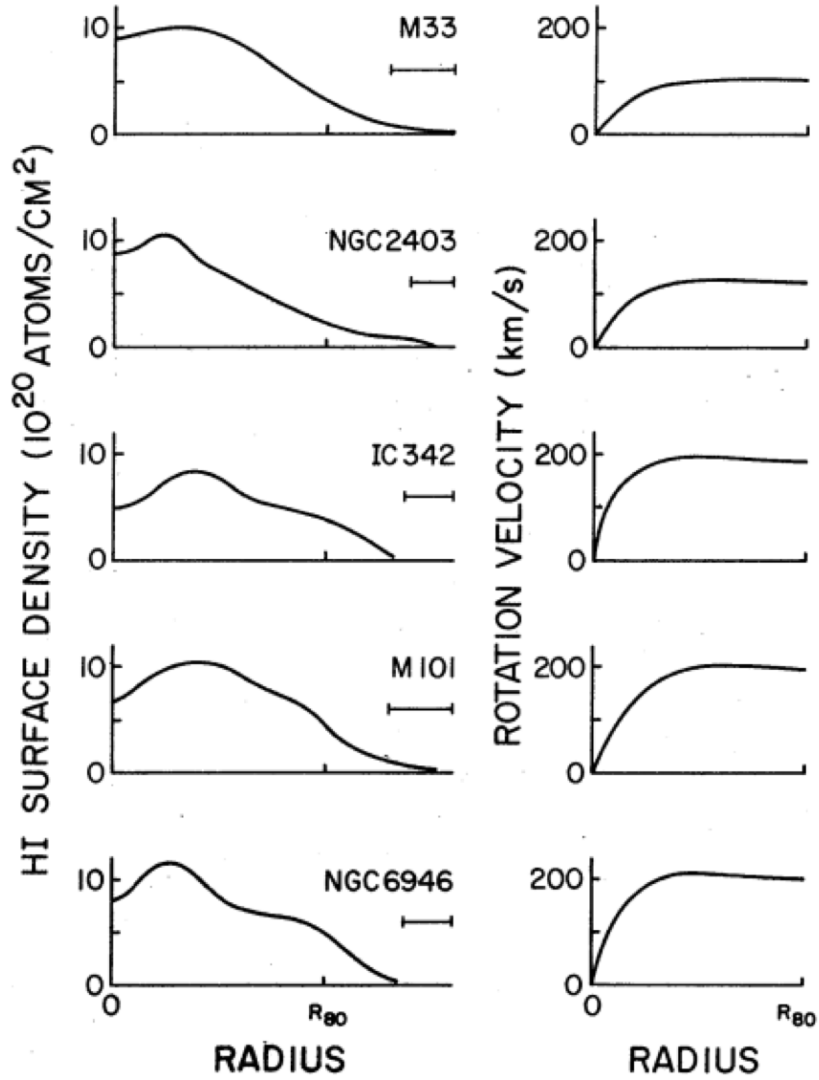 HI SURFACE DENSITY (10²⁰ ATOMS/CM²)
10
0
M33
10
0
NGC2403
10
0
IC342
10
0
M101
10
0
NGC6946
0
R₈₀
RADIUS
ROTATION VELOCITY (km/s)
200
0
200
0
200
0
200
0
200
0
0
R₈₀
RADIUS